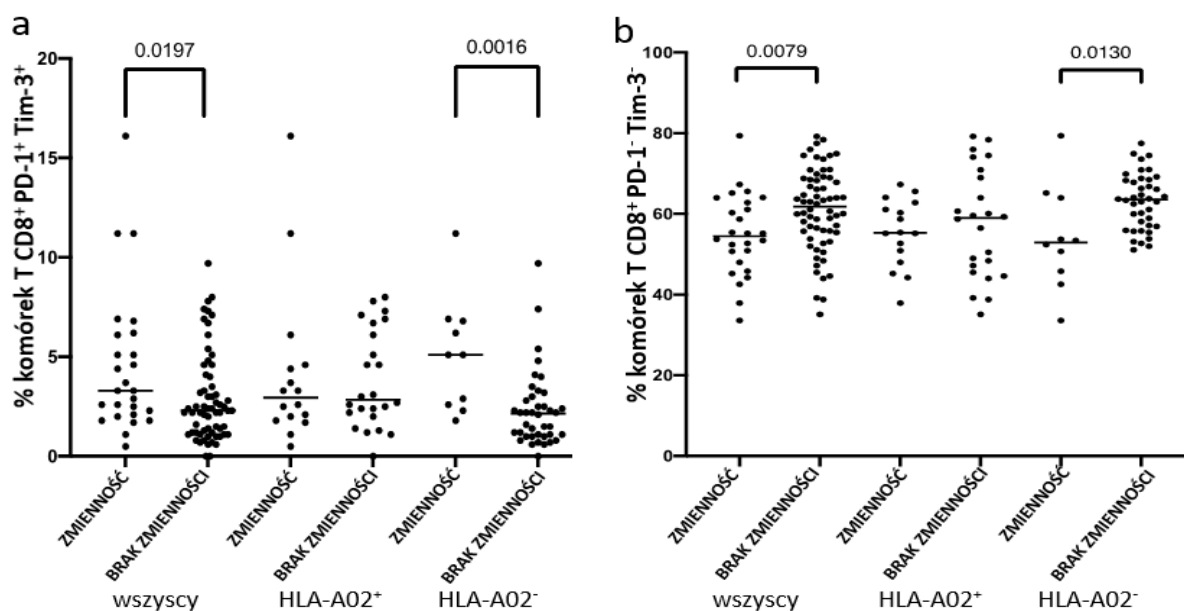 a
0.0197
0.0016
20
15
10
5
0
% komórek T CD8+ PD-1+ Tim-3+
ZMIENNOŚĆ
BRAK ZMIENNOŚCI
ZMIENNOŚĆ
BRAK ZMIENNOŚCI
ZMIENNOŚĆ
BRAK ZMIENNOŚCI
wszyscy
HLA-A02+
HLA-A02-
b
0.0079
0.0130
100
80
60
40
20
0
% komórek T CD8+ PD-1- Tim-3-
ZMIENNOŚĆ
BRAK ZMIENNOŚCI
ZMIENNOŚĆ
BRAK ZMIENNOŚCI
ZMIENNOŚĆ
BRAK ZMIENNOŚCI
wszyscy
HLA-A02+
HLA-A02-